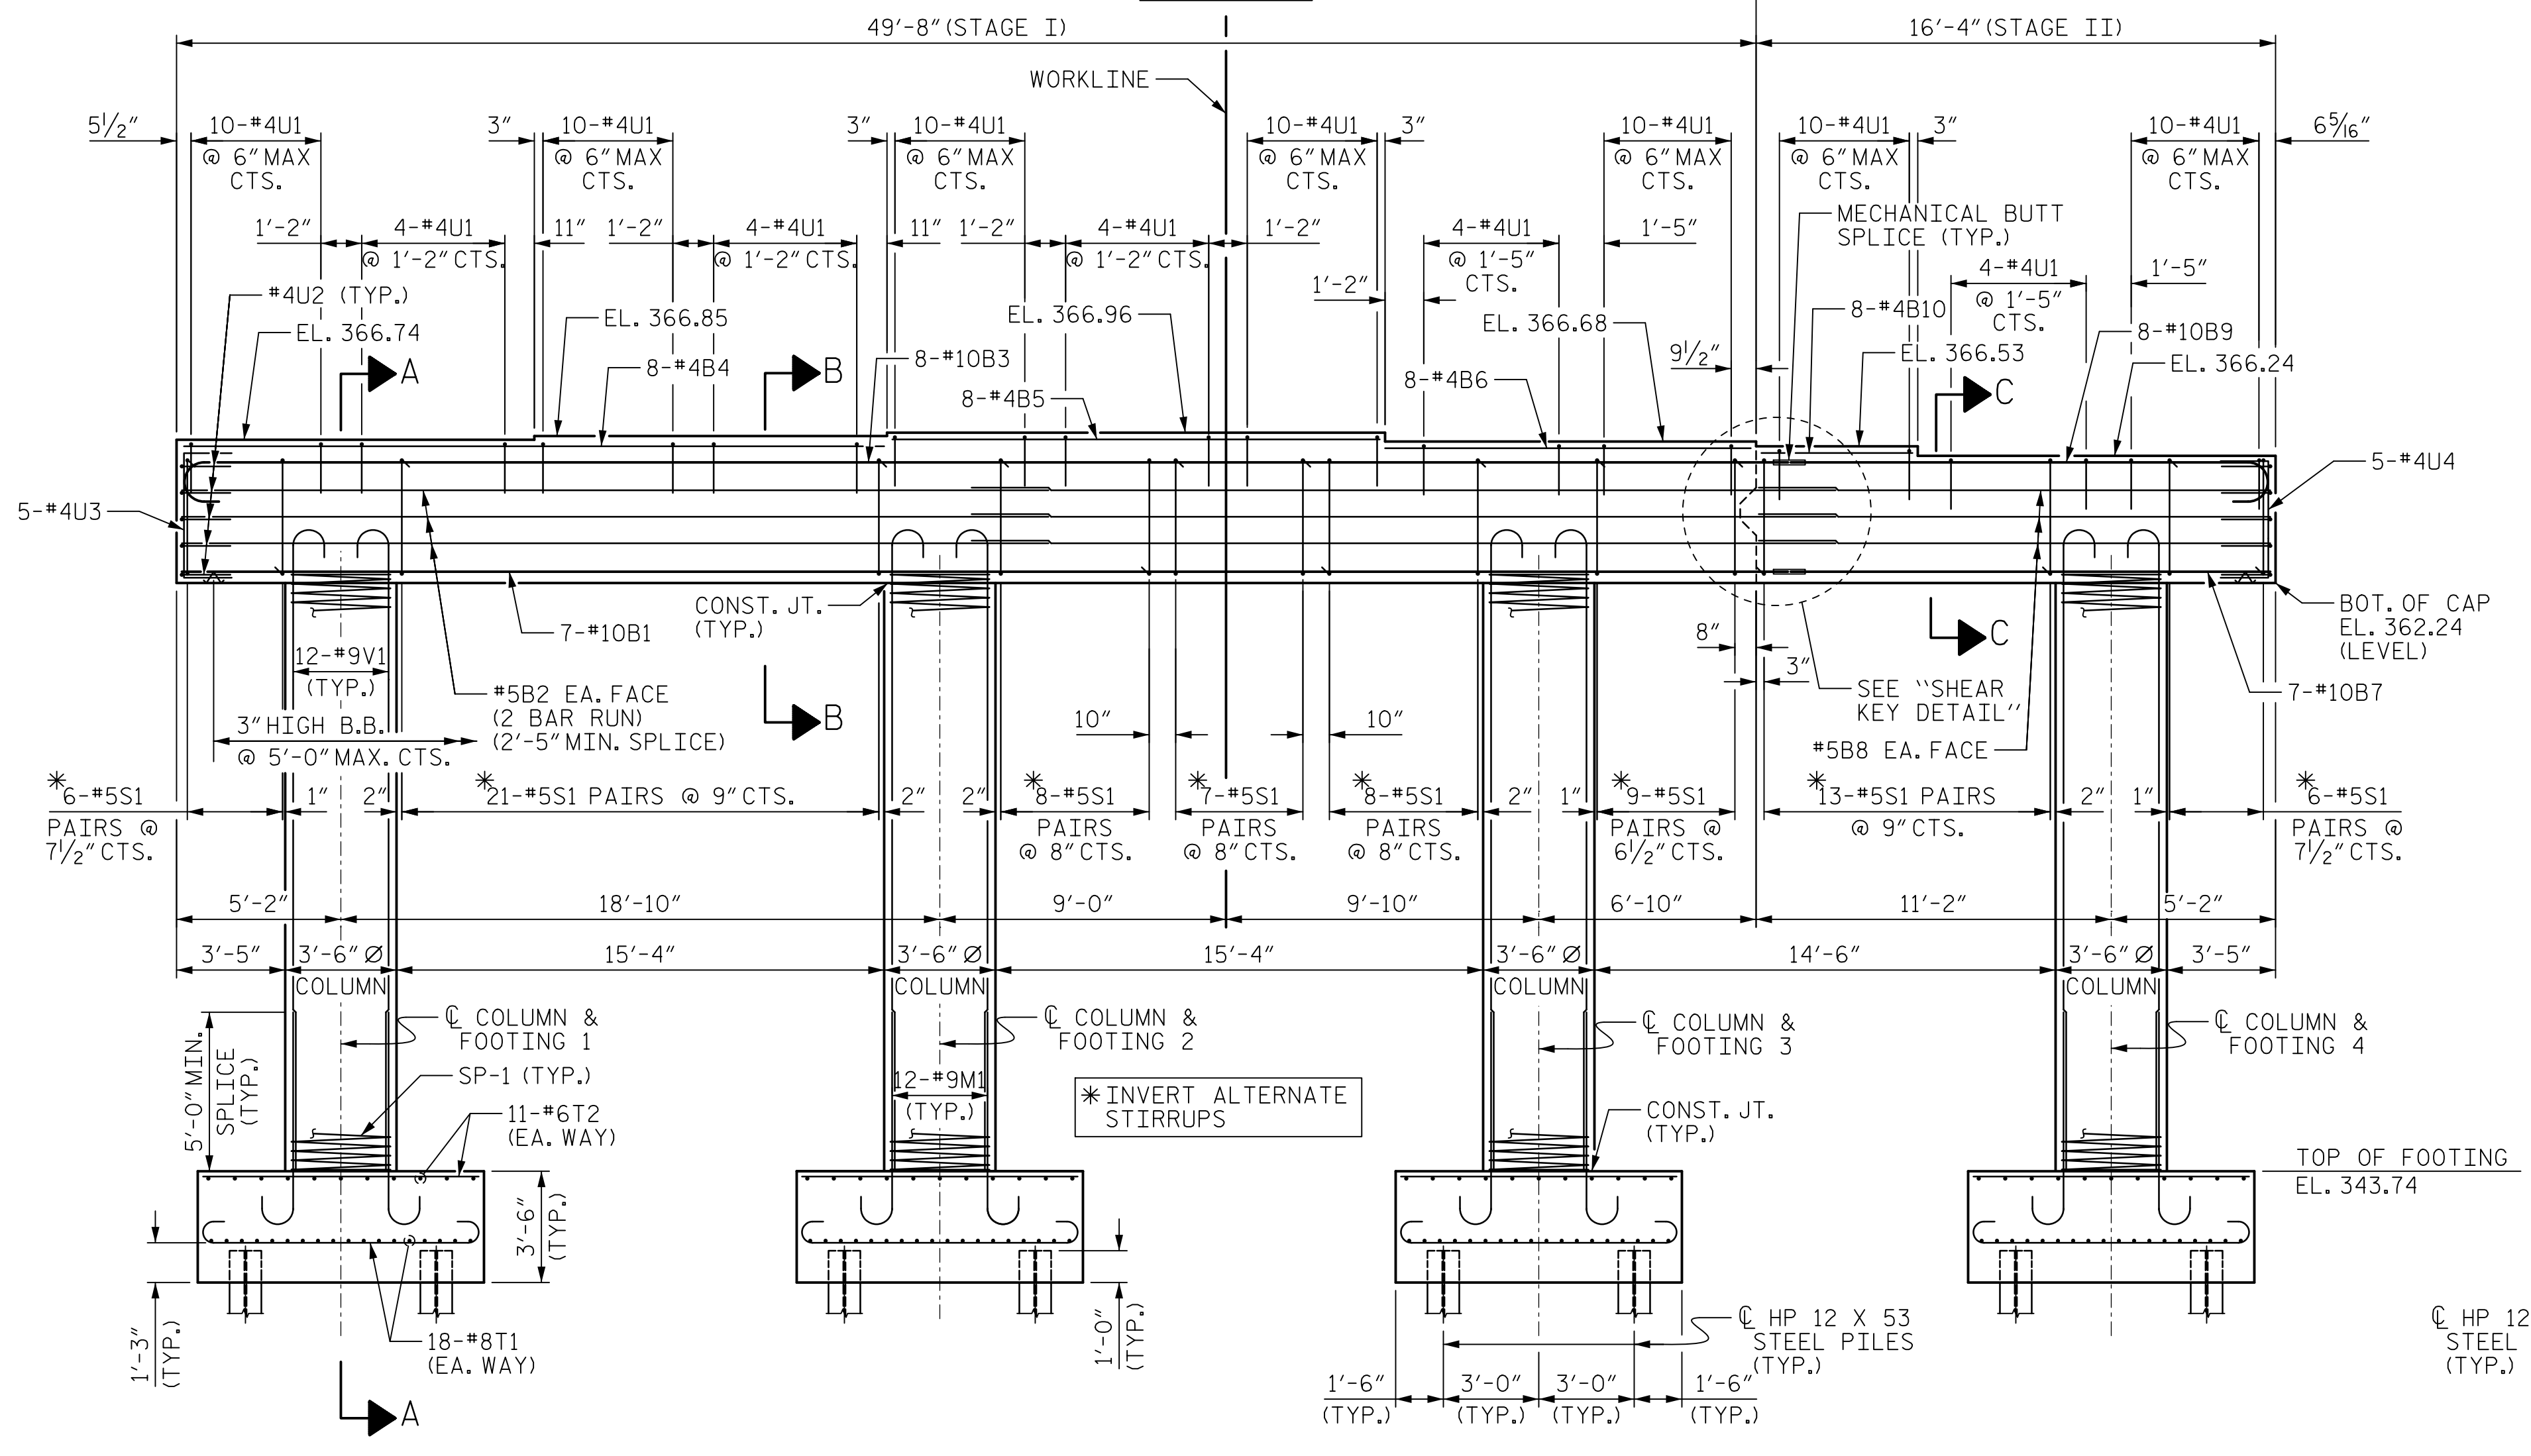 49'-8" (STAGE I)
16'-4" (STAGE II)
WORKLINE
5 1/2"
10-#4U1
@ 6" MAX
CTS.
3"
10-#4U1
@ 6" MAX
CTS.
3"
10-#4U1
@ 6" MAX
CTS.
10-#4U1
@ 6" MAX
CTS.
3"
10-#4U1
@ 6" MAX
CTS.
10-#4U1
@ 6" MAX
CTS.
3"
10-#4U1
@ 6" MAX
CTS.
6 5/16"
1'-2"
4-#4U1
@ 1'-2" CTS.
11"
1'-2"
4-#4U1
@ 1'-2" CTS.
11"
1'-2"
4-#4U1
@ 1'-2" CTS.
1'-2"
1'-2"
4-#4U1
@ 1'-5"
CTS.
1'-5"
MECHANICAL BUTT
SPLICE (TYP.)
4-#4U1
@ 1'-5"
CTS.
1'-5"
#4U2 (TYP.)
EL. 366.74
EL. 366.85
8-#4B4
8-#10B3
8-#4B5
EL. 366.96
EL. 366.68
8-#4B6
9 1/2"
8-#4B10
EL. 366.53
8-#10B9
EL. 366.24
A
B
C
5-#4U3
5-#4U4
7-#10B1
CONST. JT.
(TYP.)
12-#9V1
(TYP.)
#5B2 EA. FACE
(2 BAR RUN)
(2'-5" MIN. SPLICE)
3" HIGH B.B.
@ 5'-0" MAX. CTS.
B
10"
10"
8"
3"
SEE "SHEAR
KEY DETAIL"
#5B8 EA. FACE
C
BOT. OF CAP
EL. 362.24
(LEVEL)
7-#10B7
*6-#5S1
PAIRS @
7 1/2" CTS.
1"
2"
*21-#5S1 PAIRS @ 9" CTS.
2"
2"
*8-#5S1
PAIRS
@ 8" CTS.
*7-#5S1
PAIRS
@ 8" CTS.
*8-#5S1
PAIRS
@ 8" CTS.
2"
1"
*9-#5S1
PAIRS @
6 1/2" CTS.
*13-#5S1 PAIRS
@ 9" CTS.
2"
1"
*6-#5S1
PAIRS @
7 1/2" CTS.
5'-2"
18'-10"
9'-0"
9'-10"
6'-10"
11'-2"
5'-2"
3'-5"
3'-6" Ø
COLUMN
15'-4"
3'-6" Ø
COLUMN
15'-4"
3'-6" Ø
COLUMN
14'-6"
3'-6" Ø
COLUMN
3'-5"
℄ COLUMN &
FOOTING 1
℄ COLUMN &
FOOTING 2
℄ COLUMN &
FOOTING 3
℄ COLUMN &
FOOTING 4
5'-0" MIN.
SPLICE
(TYP.)
SP-1 (TYP.)
11-#6T2
(EA. WAY)
12-#9M1
(TYP.)
*INVERT ALTERNATE
STIRRUPS
CONST. JT.
(TYP.)
TOP OF FOOTING
EL. 343.74
3'-6"
(TYP.)
1'-3"
(TYP.)
18-#8T1
(EA. WAY)
1'-0"
(TYP.)
℄ HP 12 X 53
STEEL PILES
(TYP.)
℄ HP 12
STEEL
(TYP.)
1'-6"
(TYP.)
3'-0"
(TYP.)
3'-0"
(TYP.)
1'-6"
(TYP.)
A